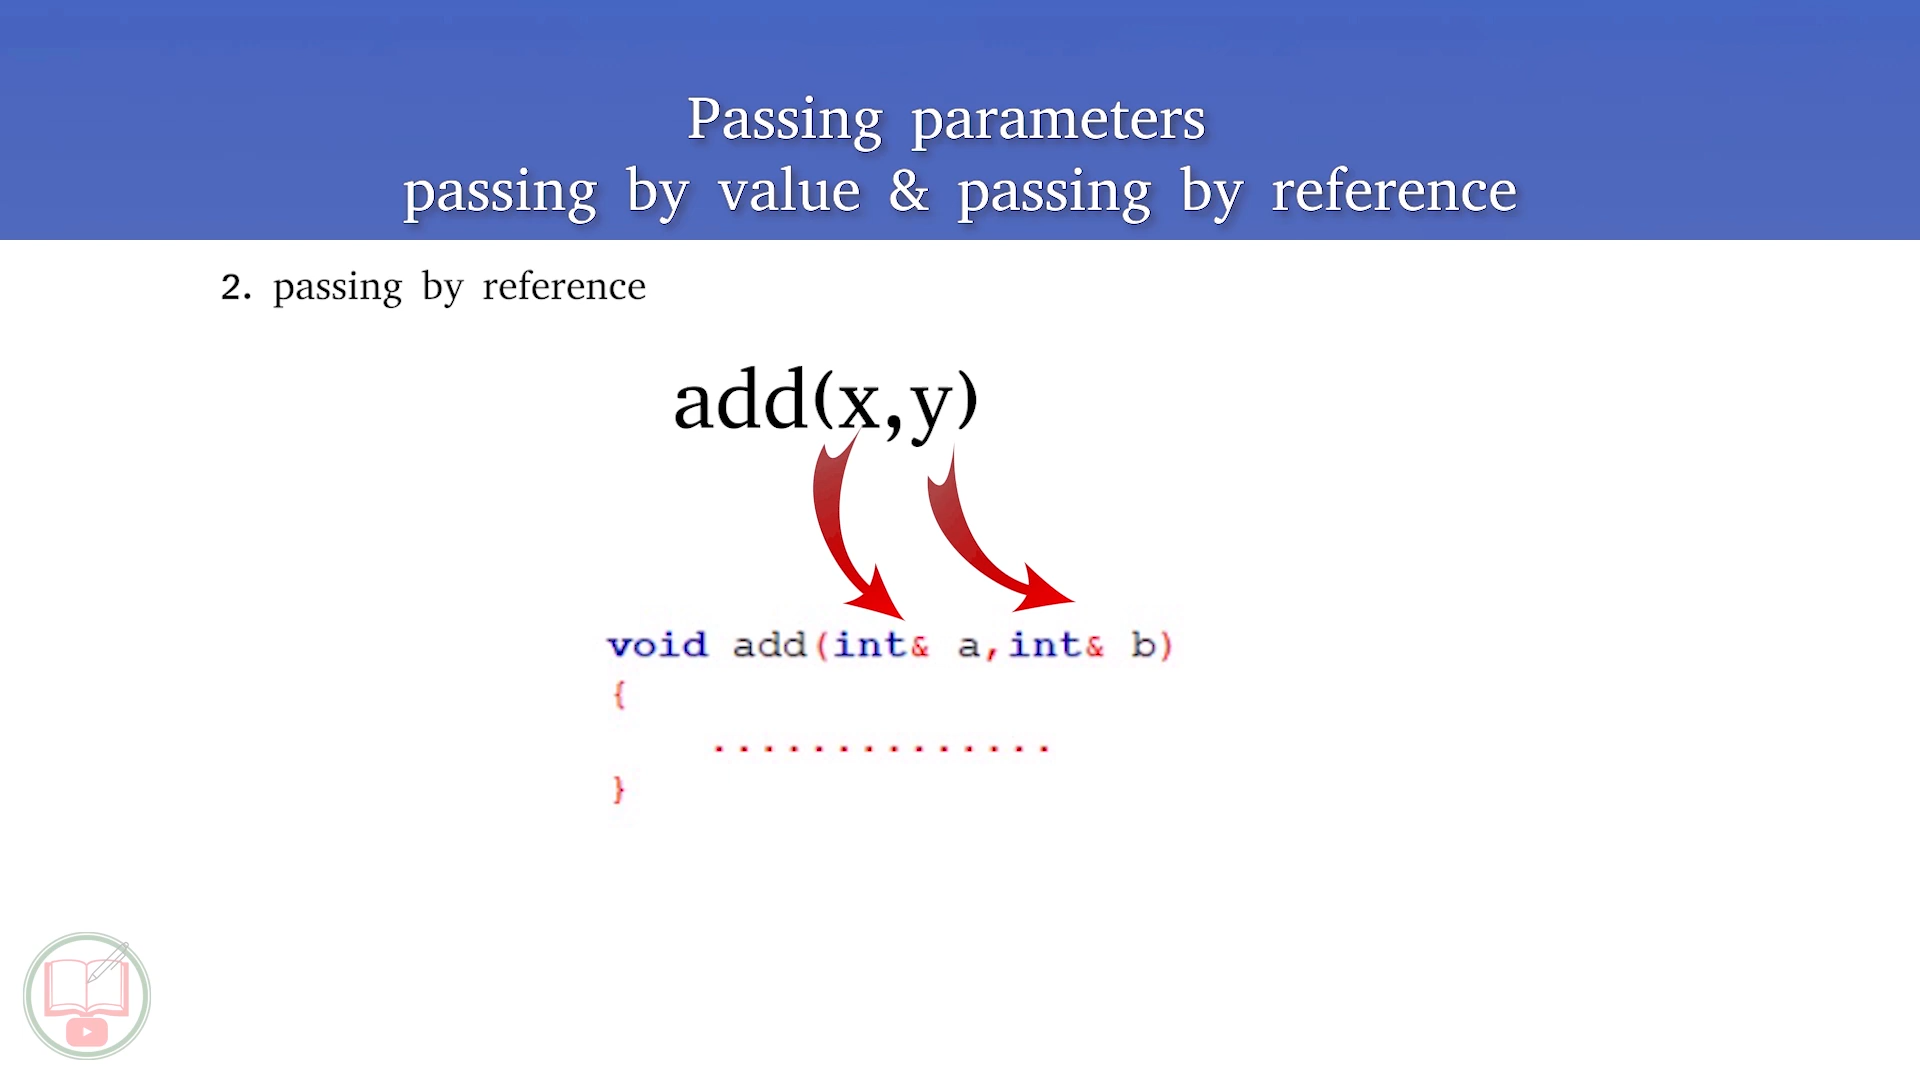 Passing parameters
passing by value & passing by reference
2. passing by reference
add(x,y)
void add(int& a,int& b)
{
..............
}